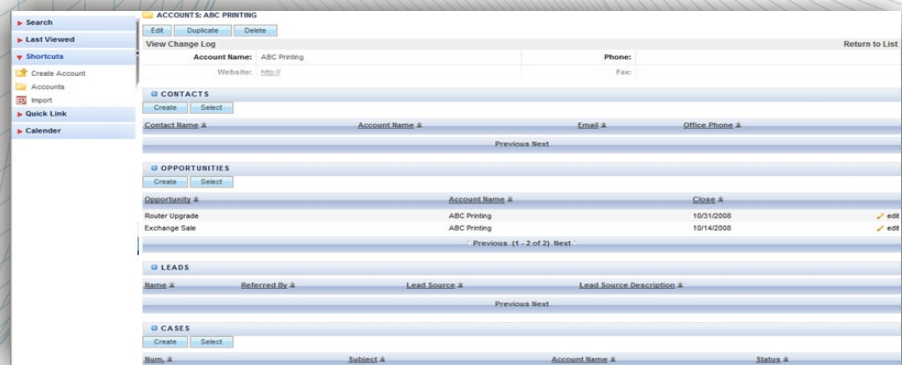 Search
Last Viewed
Shortcuts
Create Account
Accounts
Import
Quick Link
Calender
ACCOUNTS: ABC PRINTING
Edit Duplicate Delete
View Change Log Return to List
Account Name: ABC Printing Phone:
Website: http:// Fax:
CONTACTS
Create Select
Contact Name Account Name Email Office Phone
Previous Next
OPPORTUNITIES
Create Select
Opportunity Account Name Close
Router Upgrade ABC Printing 10/31/2008 edit
Exchange Sale ABC Printing 10/14/2008 edit
Previous (1 - 2 of 2) Next
LEADS
Name Referred By Lead Source Lead Source Description
Previous Next
CASES
Create Select
Num. Subject Account Name Status